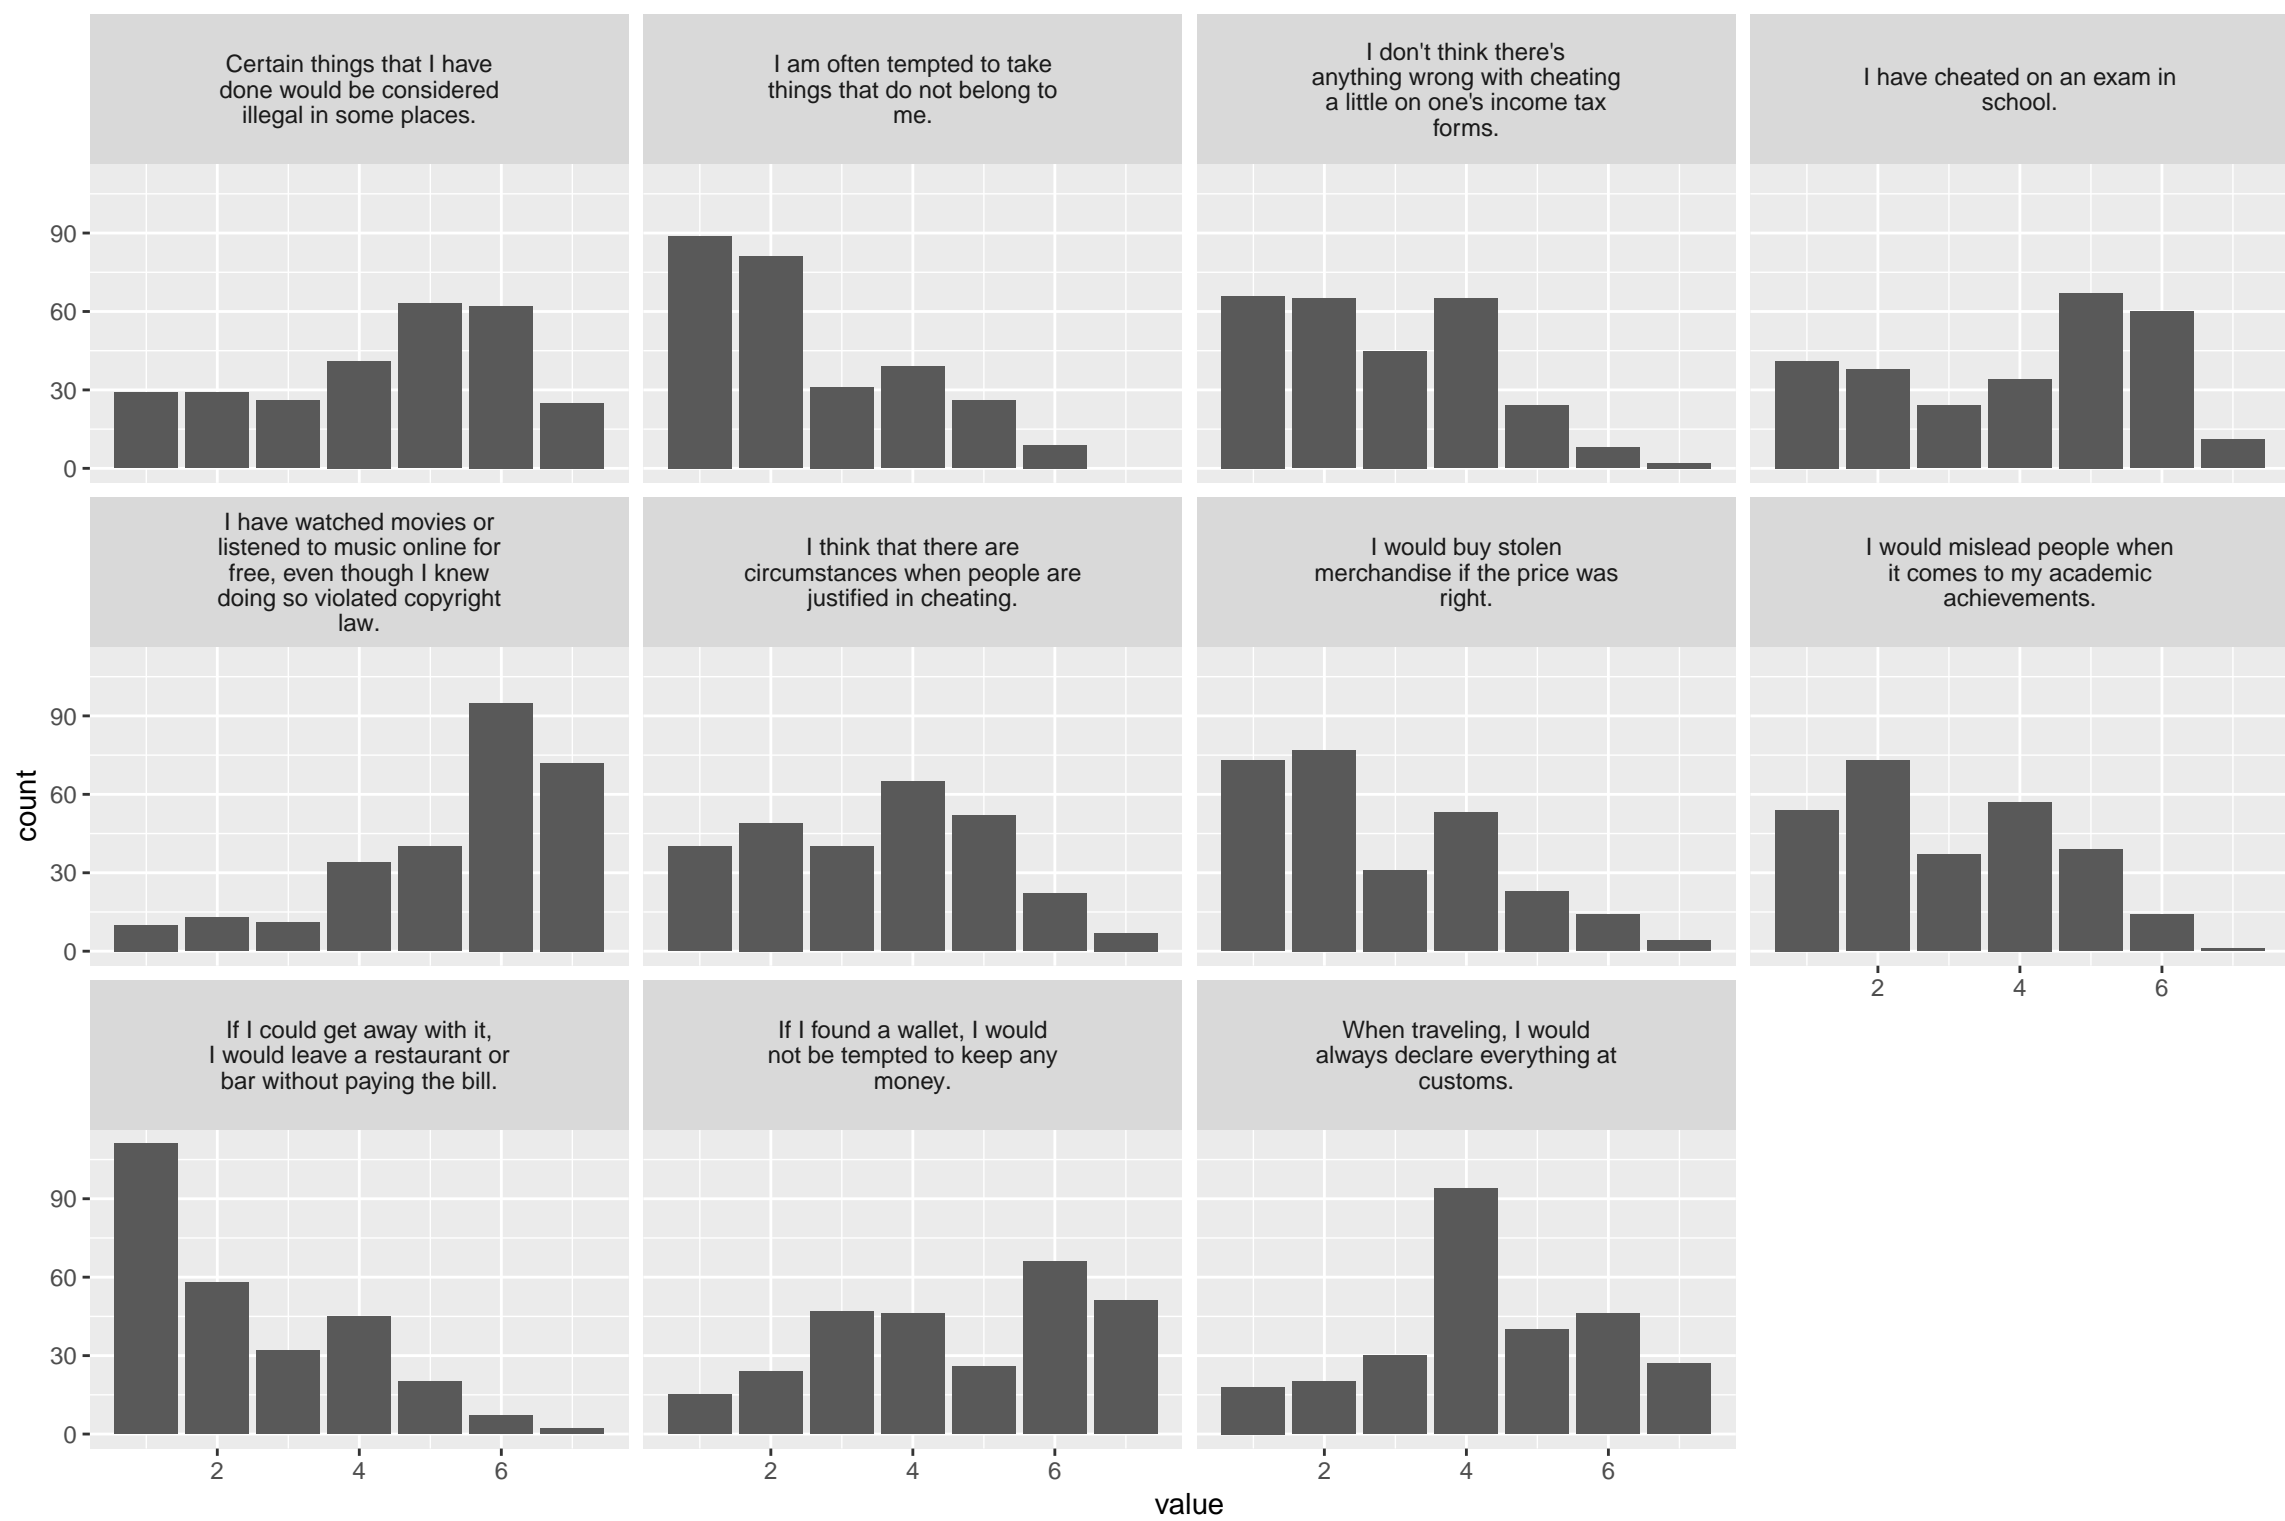 Certain things that I have
done would be considered
illegal in some places.
I am often tempted to take
things that do not belong to
me.
I don't think there's
anything wrong with cheating
a little on one's income tax
forms.
I have cheated on an exam in
school.
90
60
30
0
I have watched movies or
listened to music online for
free, even though I knew
doing so violated copyright
law.
I think that there are
circumstances when people are
justified in cheating.
I would buy stolen
merchandise if the price was
right.
I would mislead people when
it comes to my academic
achievements.
90
60
30
0
count
2 4 6
If I could get away with it,
I would leave a restaurant or
bar without paying the bill.
If I found a wallet, I would
not be tempted to keep any
money.
When traveling, I would
always declare everything at
customs.
90
60
30
0
2 4 6 2 4 6 2 4 6
value